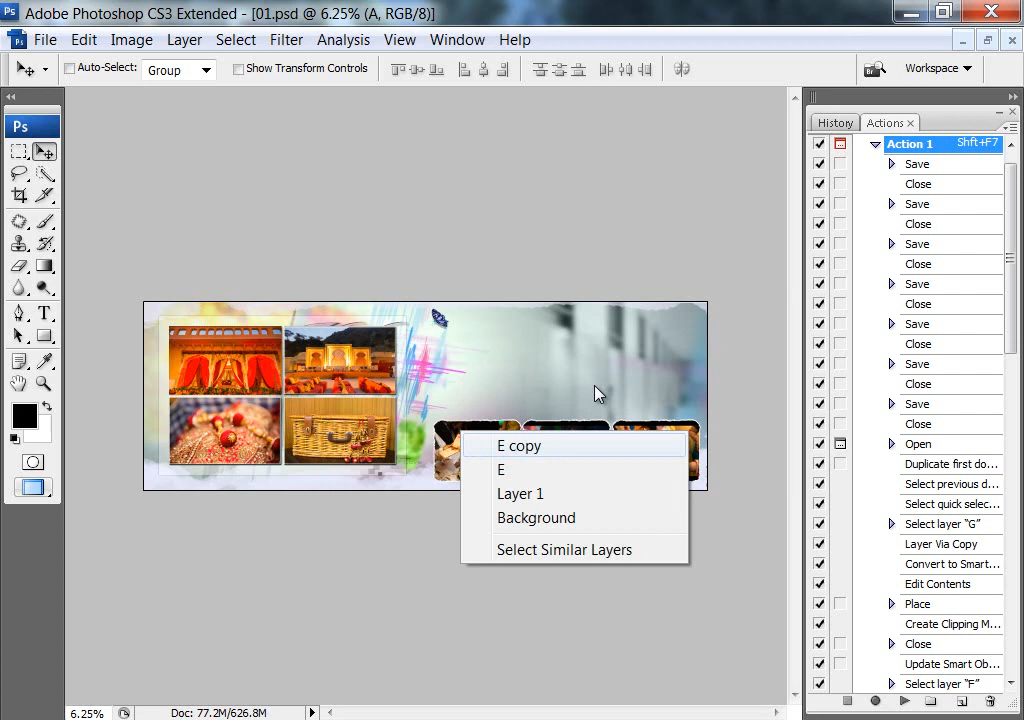 Ps Adobe Photoshop CS3 Extended - [01.psd @ 6.25% (A, RGB/8)]
File Edit Image Layer Select Filter Analysis View Window Help
Auto-Select: Group Show Transform Controls Workspace
Ps
History Actions
Action 1 Shft+F7
Save
Close
Save
Close
Save
Close
Save
Close
Save
Close
Save
Close
Save
Close
Open
Duplicate first do...
Select previous d...
Select quick selec...
Select layer “G”
Layer Via Copy
Convert to Smart...
Edit Contents
Place
Create Clipping M...
Close
Update Smart Ob...
Select layer “F”
E copy
E
Layer 1
Background
Select Similar Layers
6.25% Doc: 77.2M/626.8M